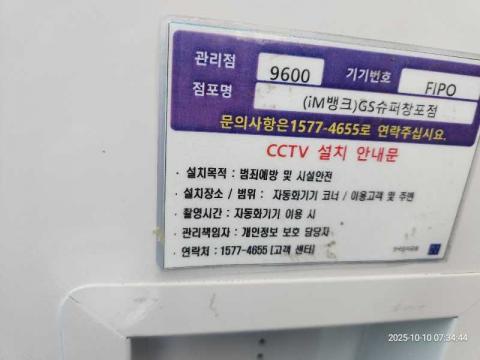 관리점 9600 기기번호 FIPO
점포명 (iM뱅크)GS슈퍼창포점
문의사항은1577-4655로 연락주십시요.
CCTV 설치 안내문
· 설치목적 : 범죄예방 및 시설안전
· 설치장소 / 범위 : 자동화기기 코너 / 이용고객 및 주변
· 촬영시간 : 자동화기기 이용 시
· 관리책임자 : 개인정보 보호 담당자
· 연락처 : 1577-4655 [고객 센터]
2025-10-10 07:34:44